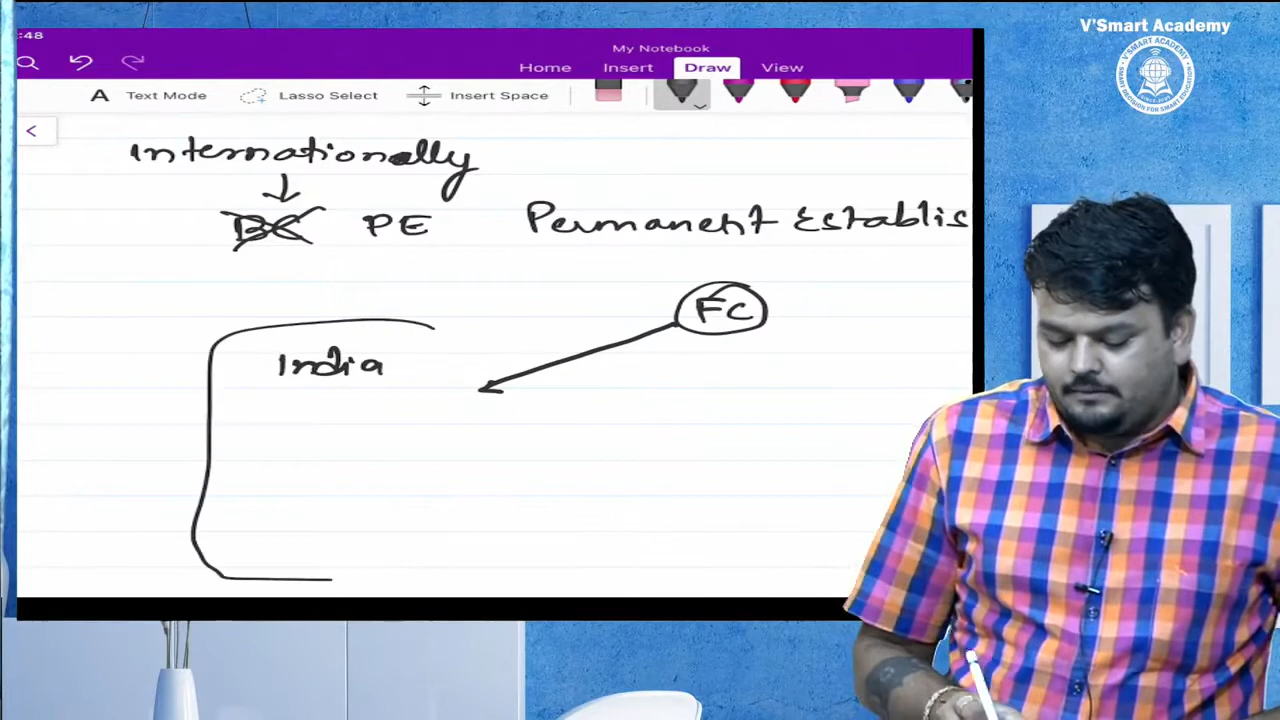 V'Smart Academy
:48
My Notebook
Home Insert Draw View
A Text Mode Lasso Select Insert Space
Internationally
BC PE Permanent Establis
FC
India